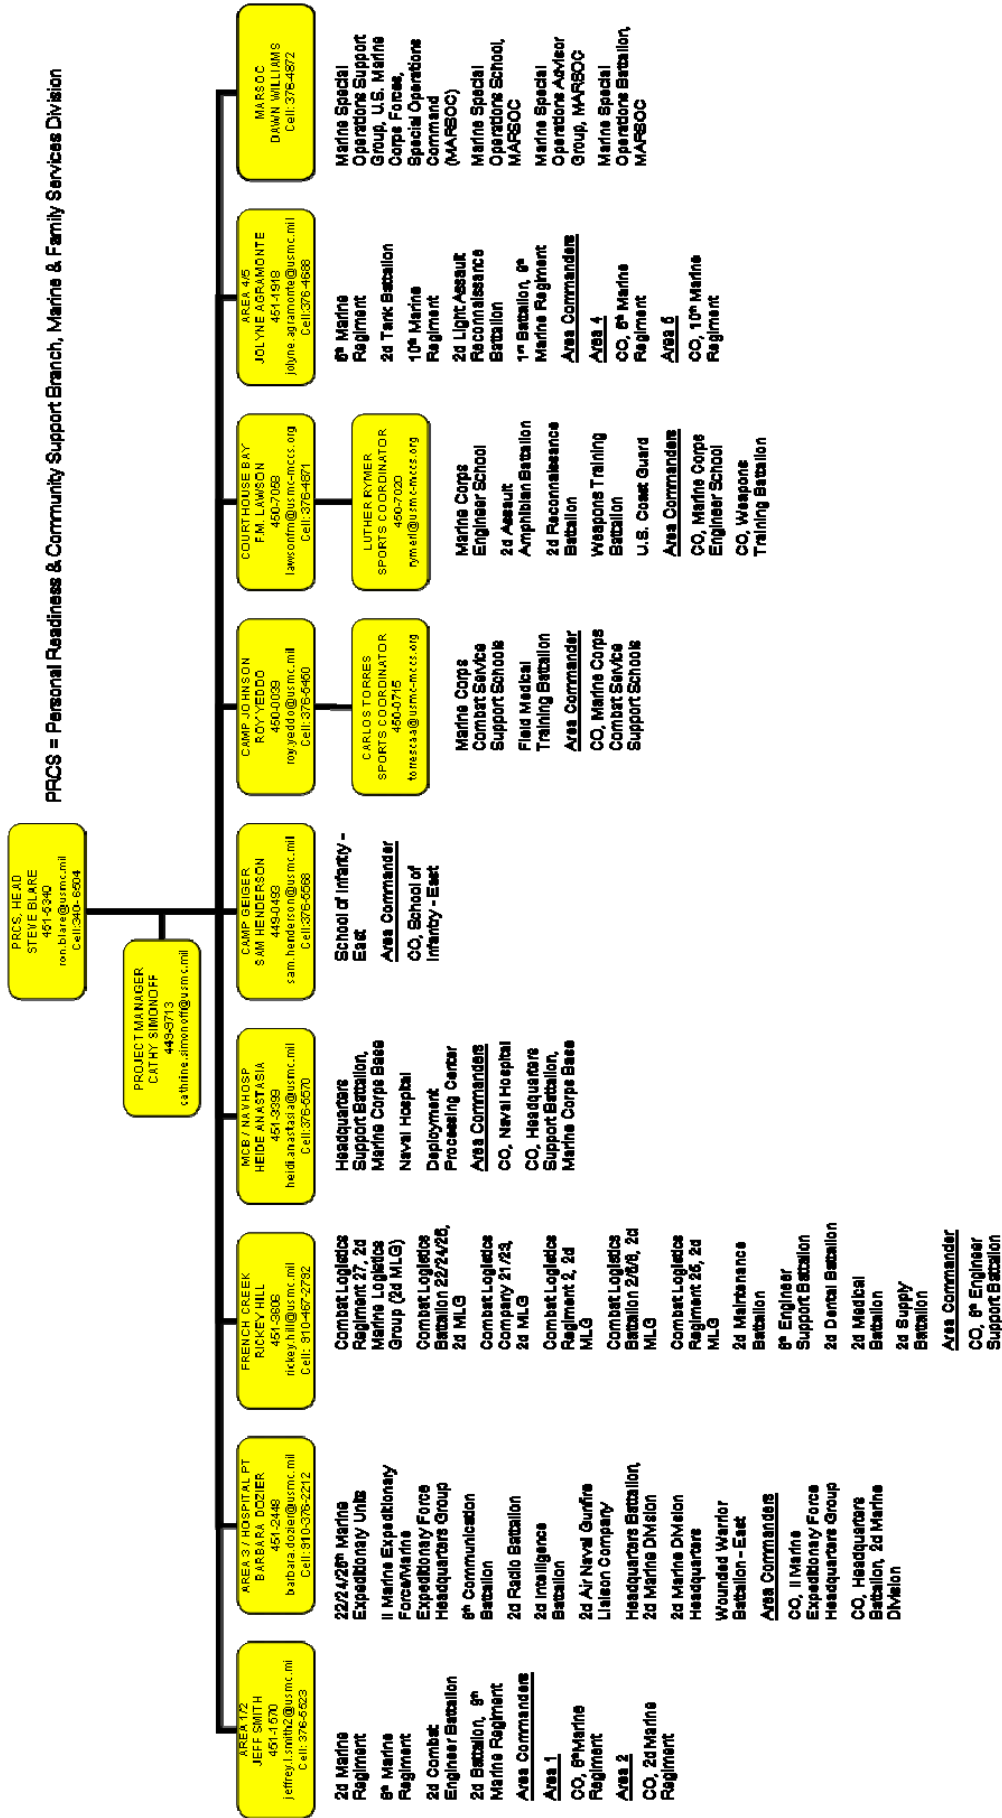 PRCS = Personal Readiness & Community Support Branch, Marine & Family Services Division
PRCS, HEAD
STEVE BLARE
451-5340
ron.blare@usmc.mil
Cell:340-6504
PROJECT MANAGER
CATHY SIMONOFF
449-9713
cathrine.simonoff@usmc.mil
AREA 1/2
JEFF SMITH
451-1570
jeffrey.l.smith2@usmc.mi
Cell: 376-5523
2d Marine
Regiment
Marine
Regiment
2d Combat
Engineer Battalion
2d Battalion, 9th
Marine Regiment
Area Commanders
Area 1
CO, Marine
Regiment
Area 2
CO, 2d Marine
Regiment
AREA 3 / HOSPITAL PT
BARBARA DOZIER
451-2448
barbara.dozier@usmc.mil
Cell: 910-376-2212
22/24/26th Marine
Expeditionary Units
II Marine Expeditionary
Force/Marine
Expeditionary Force
Headquarters Group
8th Communication
Battalion
2d Radio Battalion
2d Intelligence
Battalion
2d Air Naval Gunfire
Liaison Company
Headquarters Battalion,
2d Marine Division
2d Marine Division
Headquarters
Wounded Warrior
Battalion - East
Area Commanders
CO, II Marine
Expeditionary Force
Headquarters Group
CO, Headquarters
Battalion, 2d Marine
Division
FRENCH CREEK
RICKEY HILL
451-3606
rickey.hill@usmc.mil
Cell: 910-467-2792
Combat Logistics
Regiment 27, 2d
Marine Logistics
Group (2d MLG)
Combat Logistics
Battalion 22/24/26,
2d MLG
Combat Logistics
Company 21/23,
2d MLG
Combat Logistics
Regiment 2, 2d
MLG
Combat Logistics
Battalion 2/6/8, 2d
MLG
Combat Logistics
Regiment 25, 2d
MLG
2d Maintenance
Battalion
8th Engineer
Support Battalion
2d Dental Battalion
2d Medical
Battalion
2d Supply
Battalion
Area Commander
CO, 8th Engineer
Support Battalion
MCB / NAVHOSP
HEIDE ANASTASIA
451-3399
heidi.anastasia@usmc.mil
Cell:376-5570
Headquarters
Support Battalion,
Marine Corps Base
Naval Hospital
Deployment
Processing Center
Area Commanders
CO, Naval Hospital
CO, Headquarters
Support Battalion,
Marine Corps Base
CAMP GEIGER
SAM HENDERSON
449-0493
sam.henderson@usmc.mil
Cell:376-5568
School of Infantry -
East
Area Commander
CO, School of
Infantry - East
CAMP JOHNSON
ROY YEDDO
450-0039
roy.yeddo@usmc.mil
Cell: 376-5460
CARLOS TORRES
SPORTS COORDINATOR
450-0715
torrescaa@usmc-mccs.org
Marine Corps
Combat Service
Support Schools
Field Medical
Training Battalion
Area Commander
CO, Marine Corps
Combat Service
Support Schools
COURTHOUSE BAY
F.M. LAWSON
450-7059
lawsonfm@usmc-mccs.org
Cell: 376-4871
LUTHER RYMER
SPORTS COORDINATOR
450-7020
rymerl@usmc-mccs.org
Marine Corps
Engineer School
2d Assault
Amphibian Battalion
2d Reconnaissance
Battalion
Weapons Training
Battalion
U.S. Coast Guard
Area Commanders
CO, Marine Corps
Engineer School
CO, Weapons
Training Battalion
AREA 4/5
JOLYNE AGRAMONTE
451-1918
jolyne.agramonte@usmc.mil
Cell:376-4688
Marine
Regiment
2d Tank Battalion
10th Marine
Regiment
2d Light Assault
Reconnaissance
Battalion
1st Battalion, 9th
Marine Regiment
Area Commanders
Area 4
CO, Marine
Regiment
Area 5
CO, 10th Marine
Regiment
MARSOC
DAWN WILLIAMS
Cell: 376-4872
Marine Special
Operations Support
Group, U.S. Marine
Corps Forces,
Special Operations
Command
(MARSOC)
Marine Special
Operations School,
MARSOC
Marine Special
Operations Advisor
Group, MARSOC
Marine Special
Operations Battalion,
MARSOC